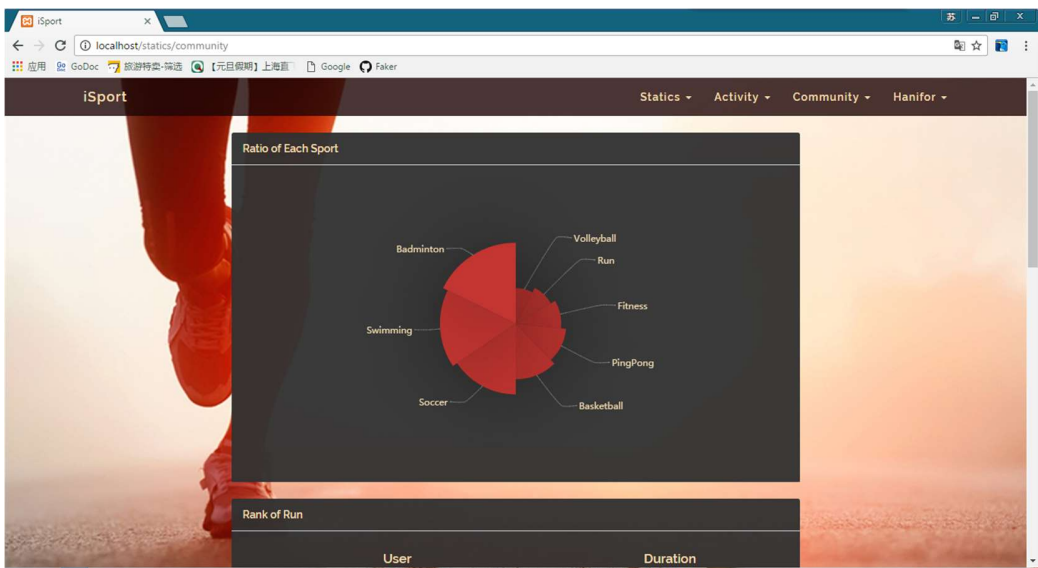 iSport
苏
localhost/statics/community
应用 GoDoc 旅游特卖-筛选 【元旦假期】上海直 Google Faker
iSport Statics Activity Community Hanifor
Ratio of Each Sport
Volleyball
Badminton
Run
Fitness
Swimming
PingPong
Soccer
Basketball
Rank of Run
User Duration